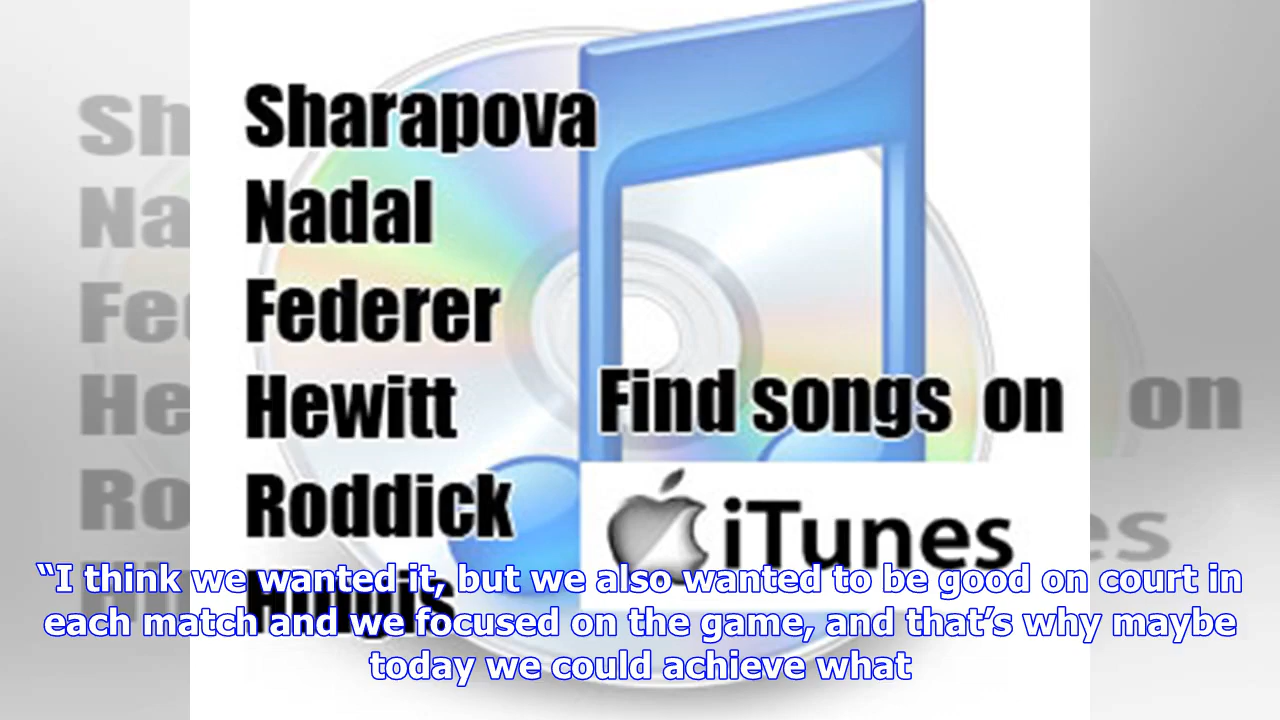 Sharapova
Nadal
Federer
Hewitt
Roddick
Hingis
Find songs on
iTunes
“I think we wanted it, but we also wanted to be good on court in
each match and we focused on the game, and that’s why maybe
today we could achieve what